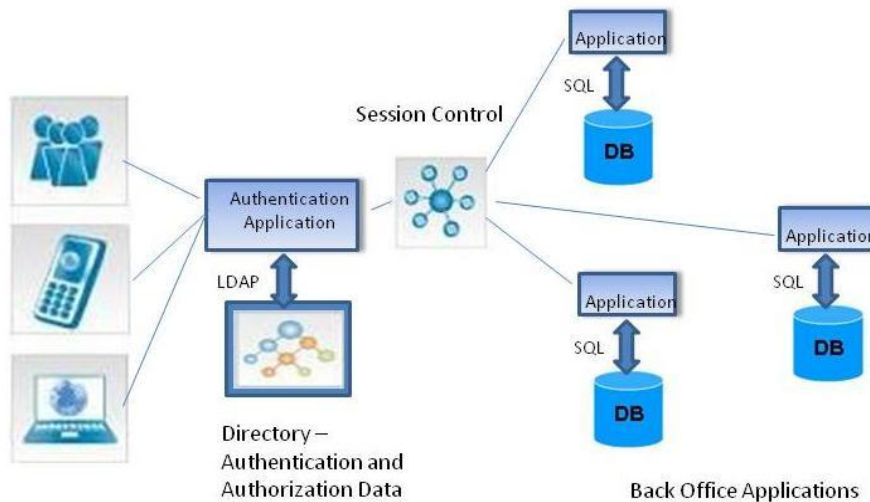 Application
SQL
DB
Session Control
Authentication
Application
LDAP
Application
SQL
DB
Application
SQL
DB
Directory –
Authentication and
Authorization Data
Back Office Applications